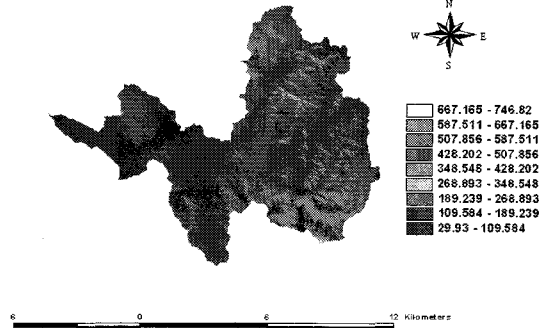 N
W E
S
667.165 - 746.82
587.511 - 667.165
507.856 - 587.511
428.202 - 507.856
348.548 - 428.202
268.893 - 348.548
189.239 - 268.893
109.584 - 189.239
29.93 - 109.584
6 0 6 12 Kilometers